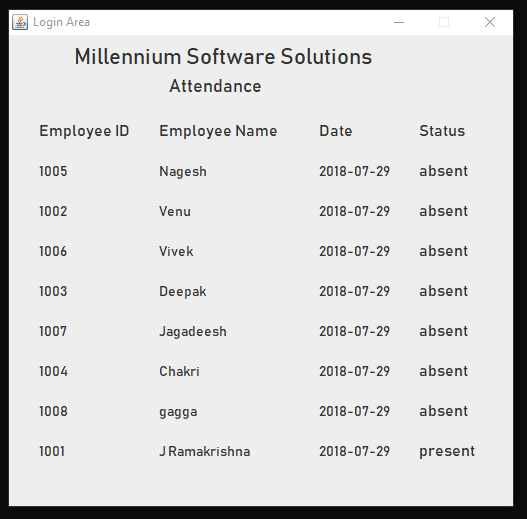 Login Area
Millennium Software Solutions
Attendance
Employee ID Employee Name Date Status
1005 Nagesh 2018-07-29 absent
1002 Venu 2018-07-29 absent
1006 Vivek 2018-07-29 absent
1003 Deepak 2018-07-29 absent
1007 Jagadeesh 2018-07-29 absent
1004 Chakri 2018-07-29 absent
1008 gagga 2018-07-29 absent
1001 J Ramakrishna 2018-07-29 present